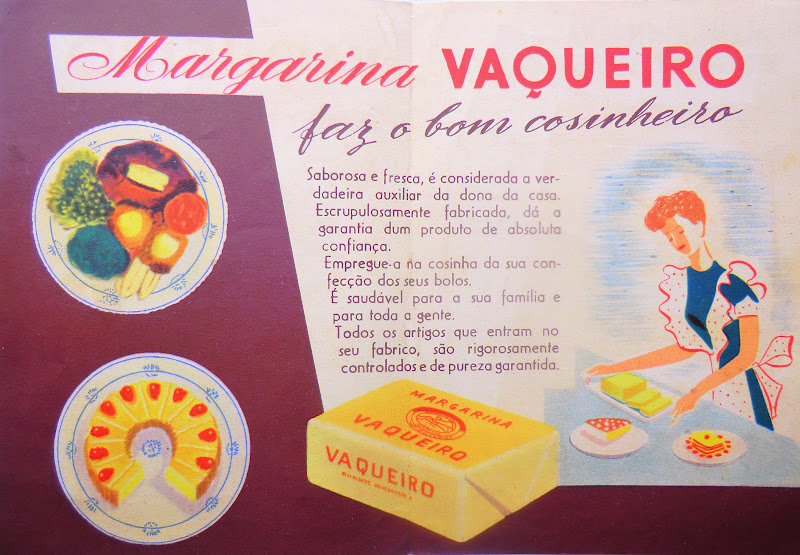 Margarina VAQUEIRO
faz o bom cosinheiro
Saborosa e fresca, é considerada a ver-
dadeira auxiliar da dona da casa.
Escrupulosamente fabricada, dá a
garantia dum produto de absoluta
confiança.
Empregue-a na cosinha da sua con-
fecção dos seus bolos.
É saudável para a sua familia e
para toda a gente.
Todos os artigos que entram no
seu fabrico, são rigorosamente
controlados e de pureza garantida.
MARGARINA
VAQUEIRO
VAQUEIRO